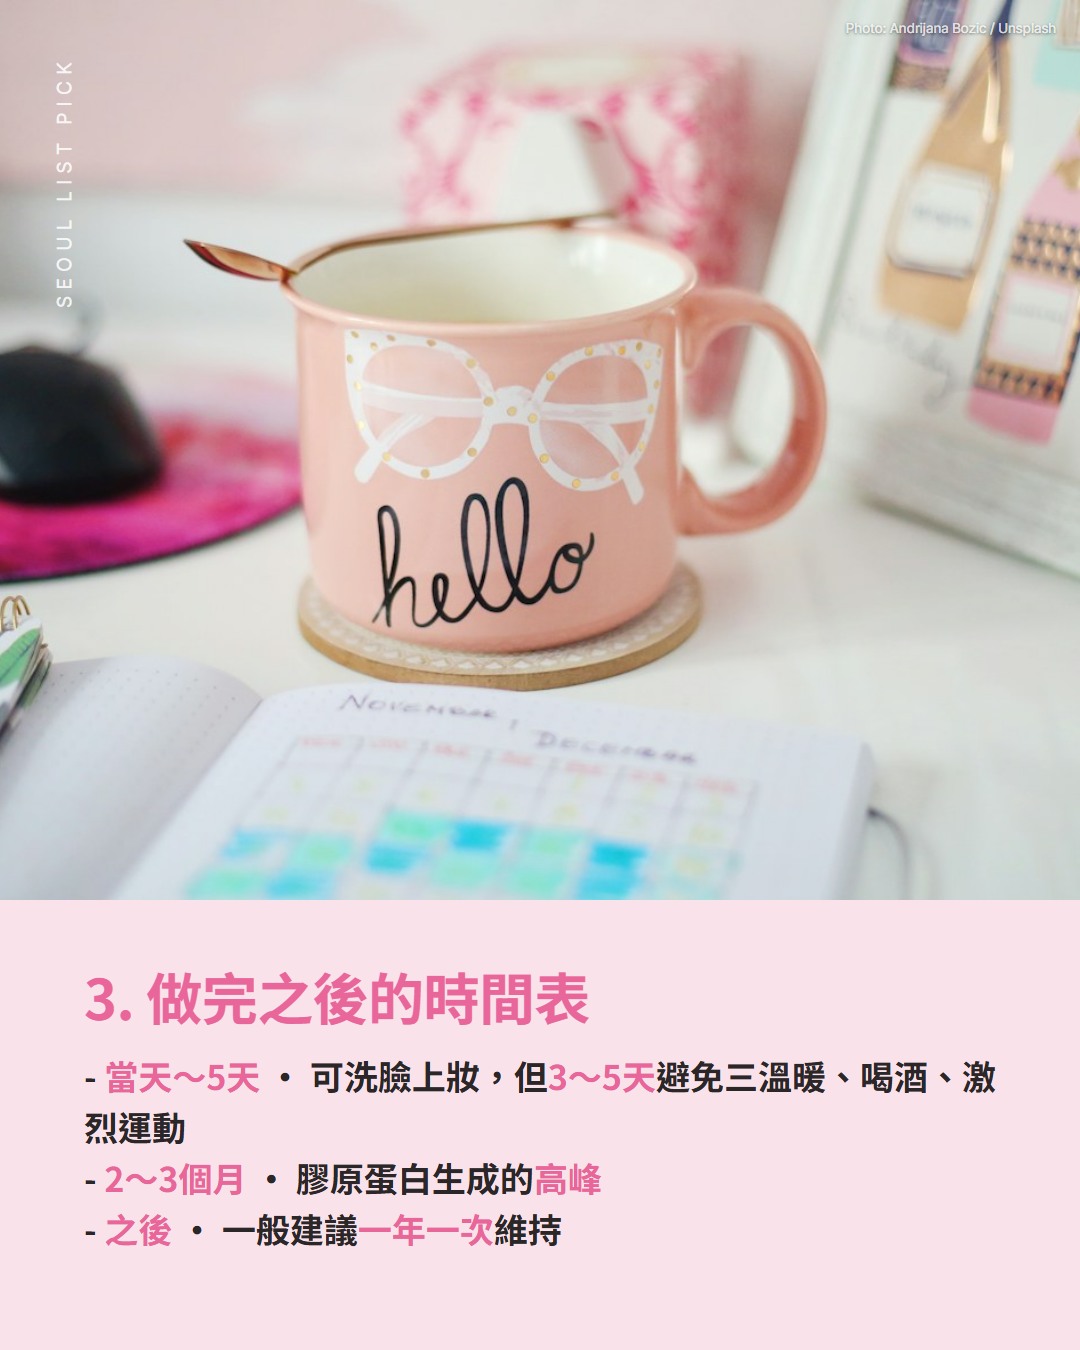 Photo: Andrijana Bozic / Unsplash
SEOUL LIST PICK
hello
NOVEMBER, DECEMBER
3. 做完之後的時間表
- 當天～5天 ・ 可洗臉上妝，但3～5天避免三溫暖、喝酒、激
烈運動
- 2～3個月 ・ 膠原蛋白生成的高峰
- 之後 ・ 一般建議一年一次維持